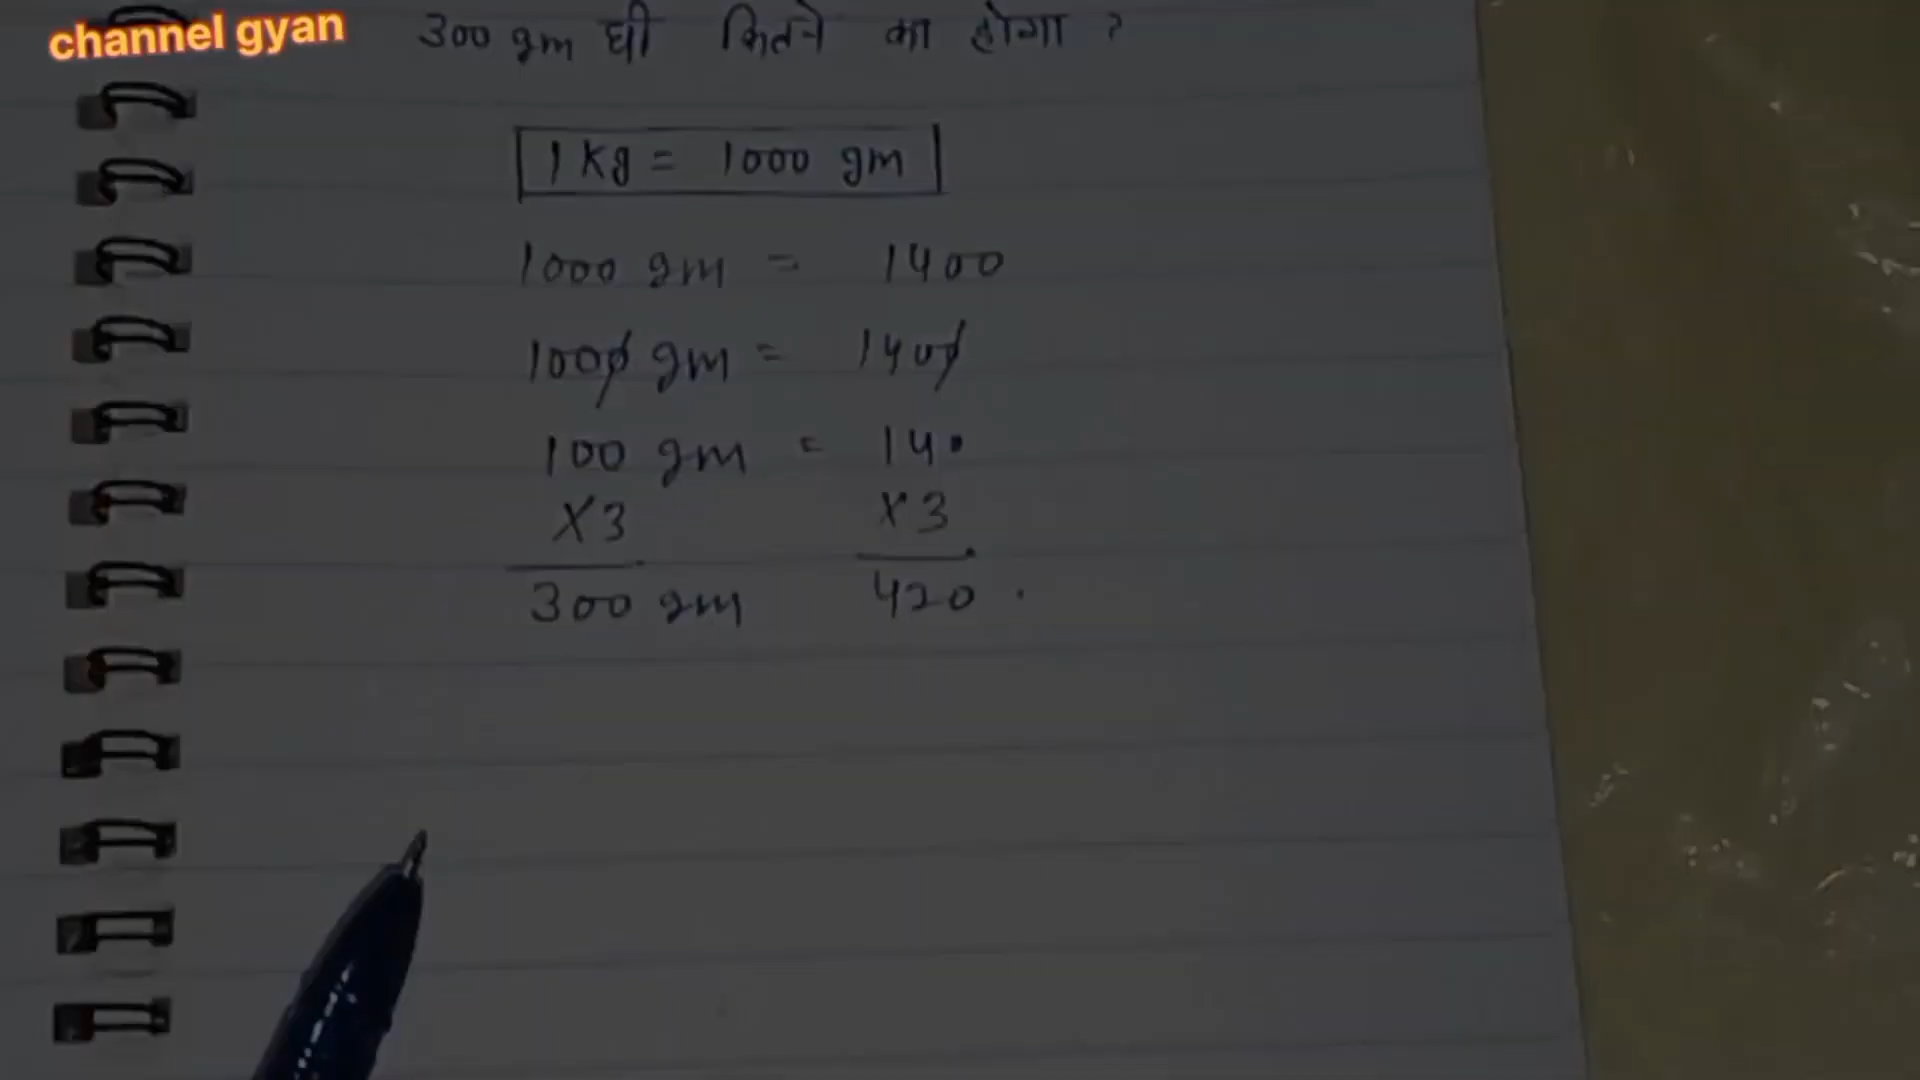 channel gyan
300 gm घी कितने का होगा ?
1 Kg = 1000 gm
1000 gm = 1400
1000 gm = 1400
100 gm = 140
X3 X3
300 gm 420